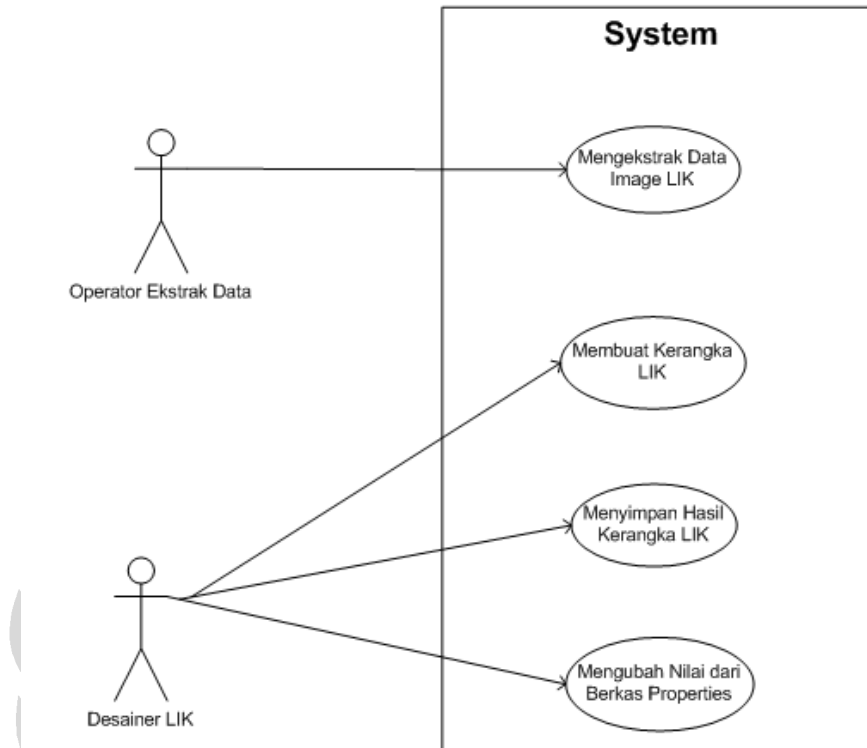 System
Mengekstrak Data
Image LIK
Operator Ekstrak Data
Membuat Kerangka
LIK
Menyimpan Hasil
Kerangka LIK
Mengubah Nilai dari
Berkas Properties
Desainer LIK